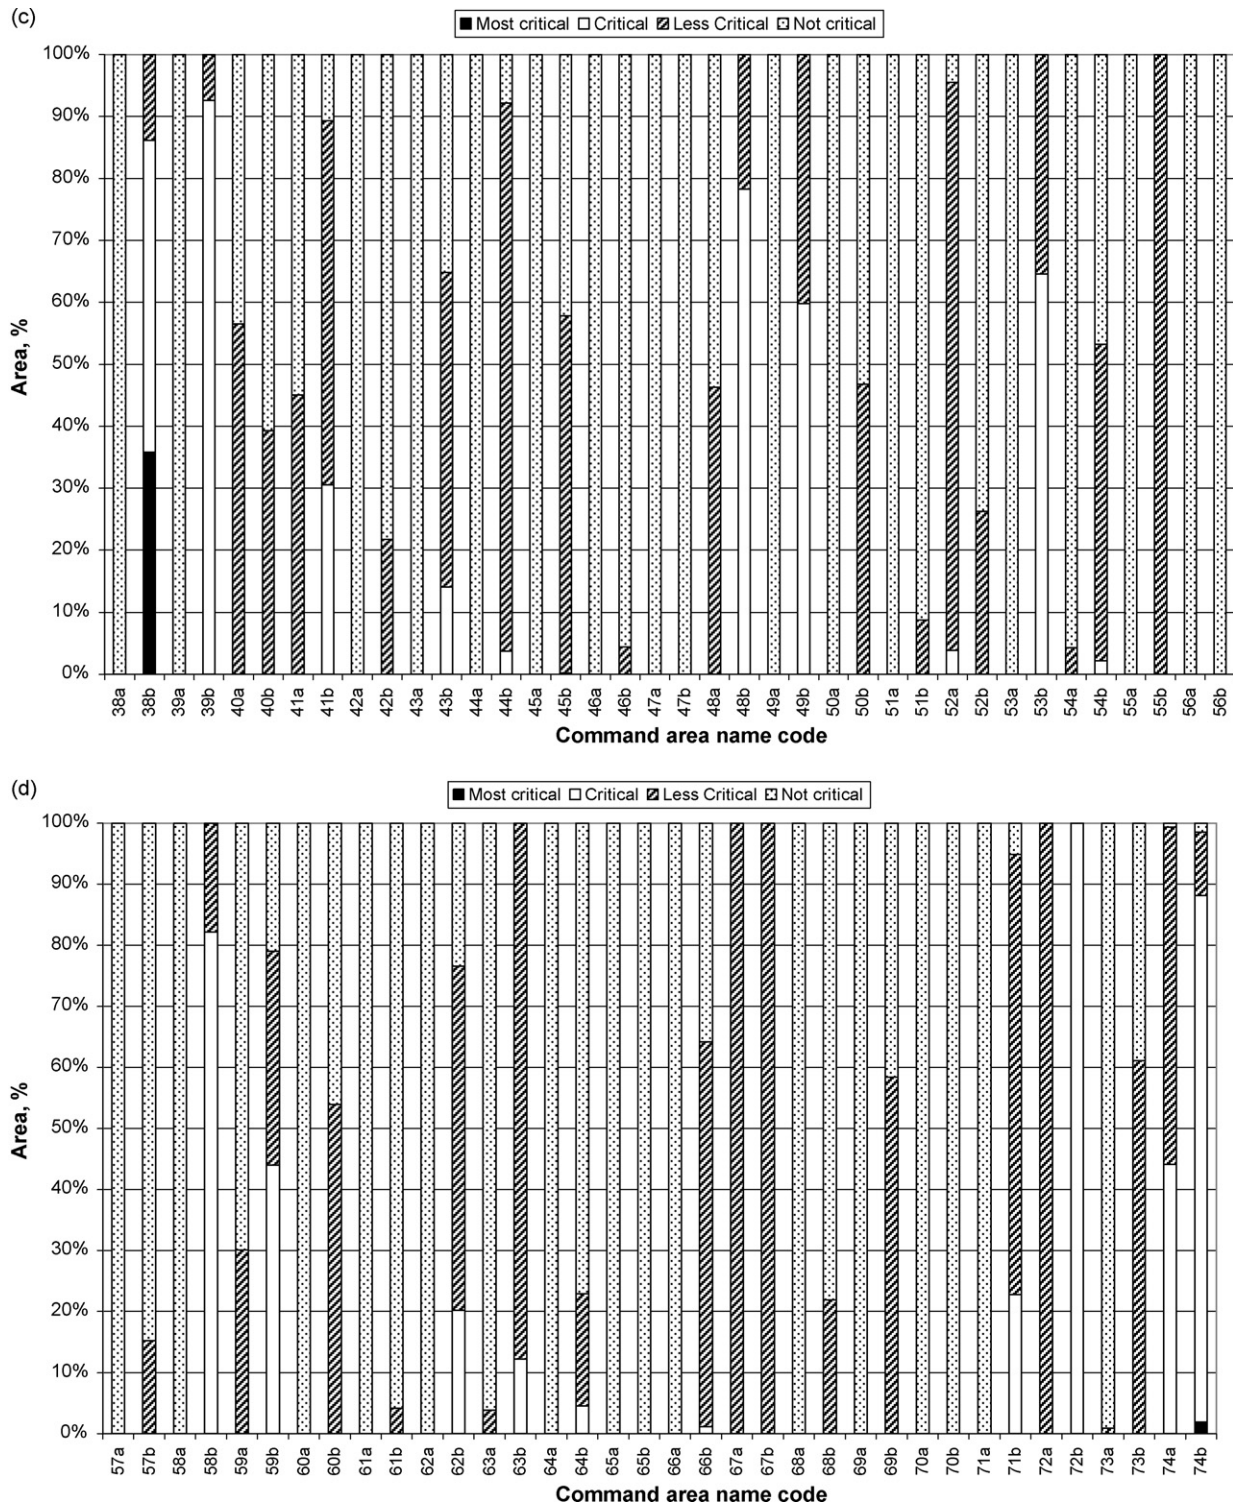 (c)
Most critical Critical Less Critical Not critical
100%
90%
80%
70%
60%
50%
40%
30%
20%
10%
0%
Area, %
38a 38b 39a 39b 40a 40b 41a 41b 42a 42b 43a 43b 44a 44b 45a 45b 46a 46b 47a 47b 48a 48b 49a 49b 50a 50b 51a 51b 52a 52b 53a 53b 54a 54b 55a 55b 56a 56b
Command area name code
(d)
Most critical Critical Less Critical Not critical
100%
90%
80%
70%
60%
50%
40%
30%
20%
10%
0%
Area, %
57a 57b 58a 58b 59a 59b 60a 60b 61a 61b 62a 62b 63a 63b 64a 64b 65a 65b 66a 66b 67a 67b 68a 68b 69a 69b 70a 70b 71a 71b 72a 72b 73a 73b 74a 74b
Command area name code